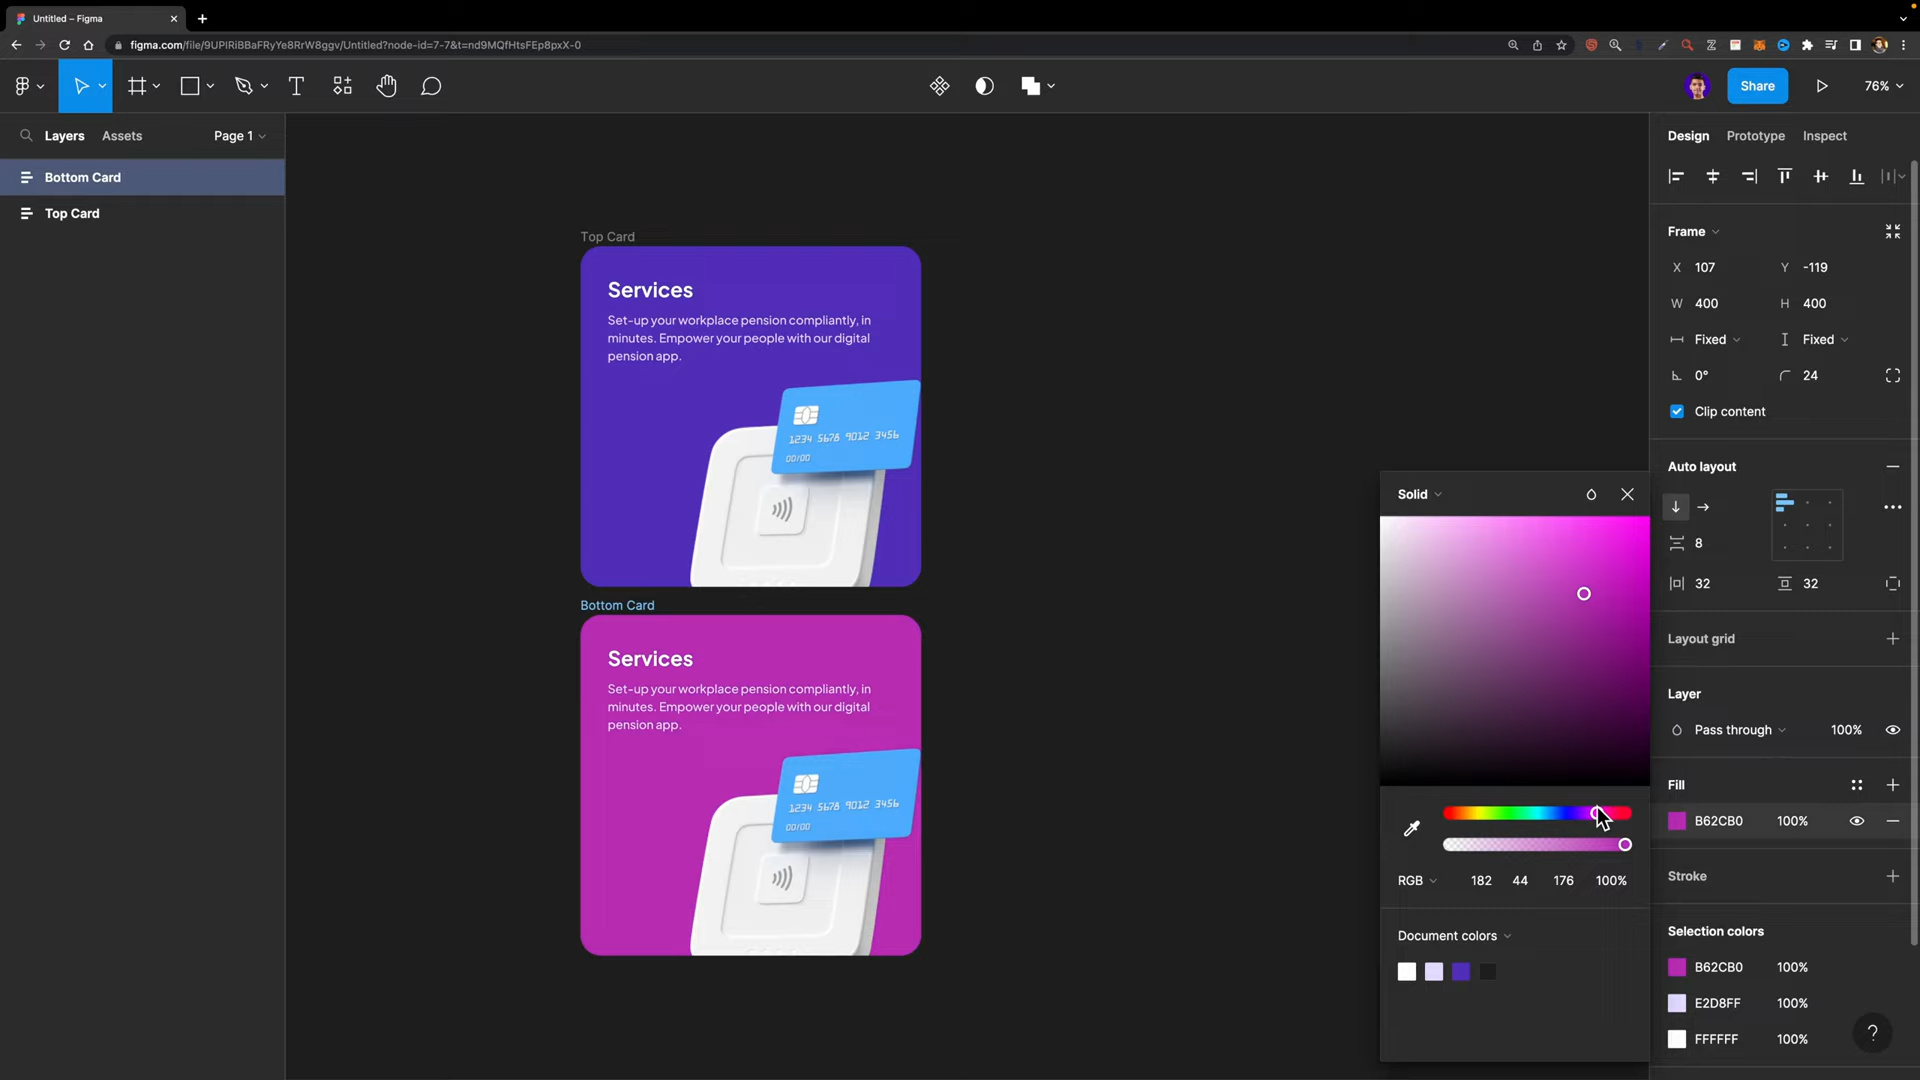 Untitled – Figma
figma.com/file/9UPIRiBBaFRyYe8RrW8ggv/Untitled?node-id=7-7&t=nd9MQfHtsFEp8pxX-0
Share
76%
Layers
Assets
Page 1
Bottom Card
Top Card
Top Card
Services
Set-up your workplace pension compliantly, in
minutes. Empower your people with our digital
pension app.
1234 5678 9012 3456
00/00
Bottom Card
Services
Set-up your workplace pension compliantly, in
minutes. Empower your people with our digital
pension app.
1234 5678 9012 3456
00/00
Solid
RGB 182 44 176 100%
Document colors
Design
Prototype
Inspect
Frame
X 107 Y -119
W 400 H 400
Fixed Fixed
0° 24
Clip content
Auto layout
8
32 32
Layout grid
Layer
Pass through 100%
Fill
B62CB0 100%
Stroke
Selection colors
B62CB0 100%
E2D8FF 100%
FFFFFF 100%
?